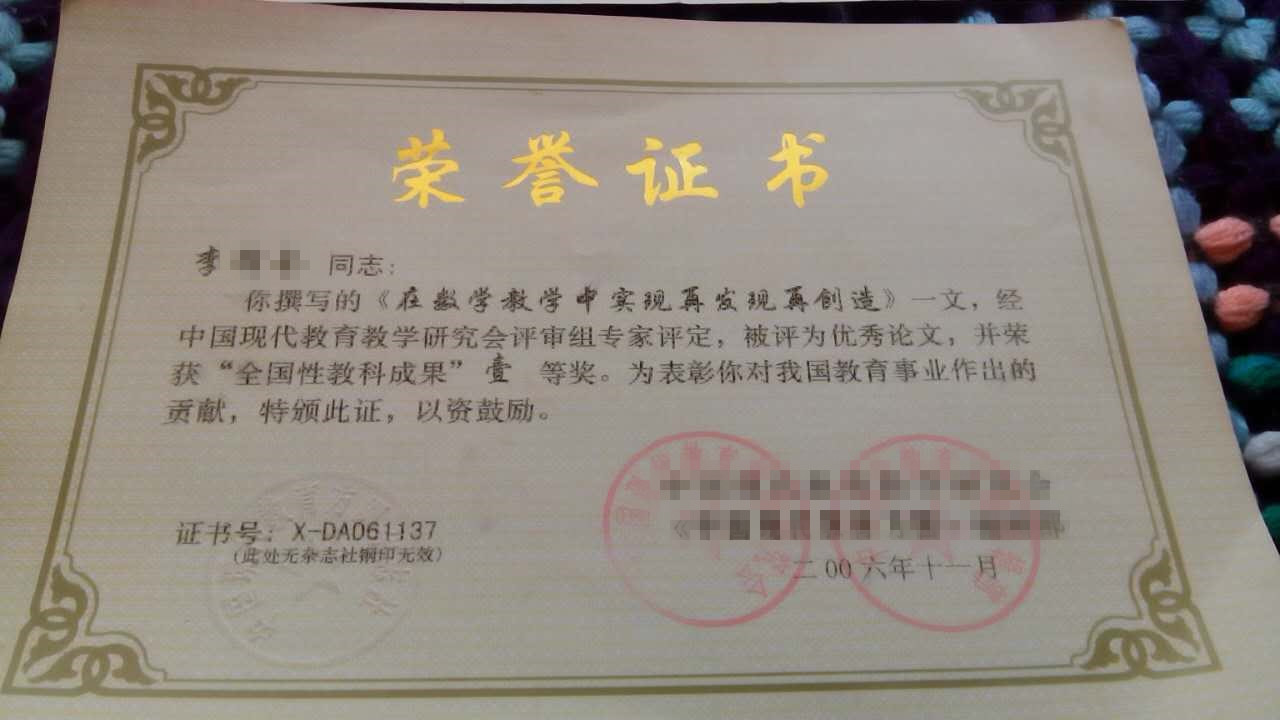 荣誉证书
李 同志：
你撰写的《在数学教学中实现再发现再创造》一文，经
中国现代教育教学研究会评审组专家评定，被评为优秀论文，并荣
获“全国性教科成果”壹 等奖。为表彰你对我国教育事业作出的
贡献，特颁此证，以资鼓励。
证书号：X-DA061137
（此处无杂志社钢印无效）
二00六年十一月